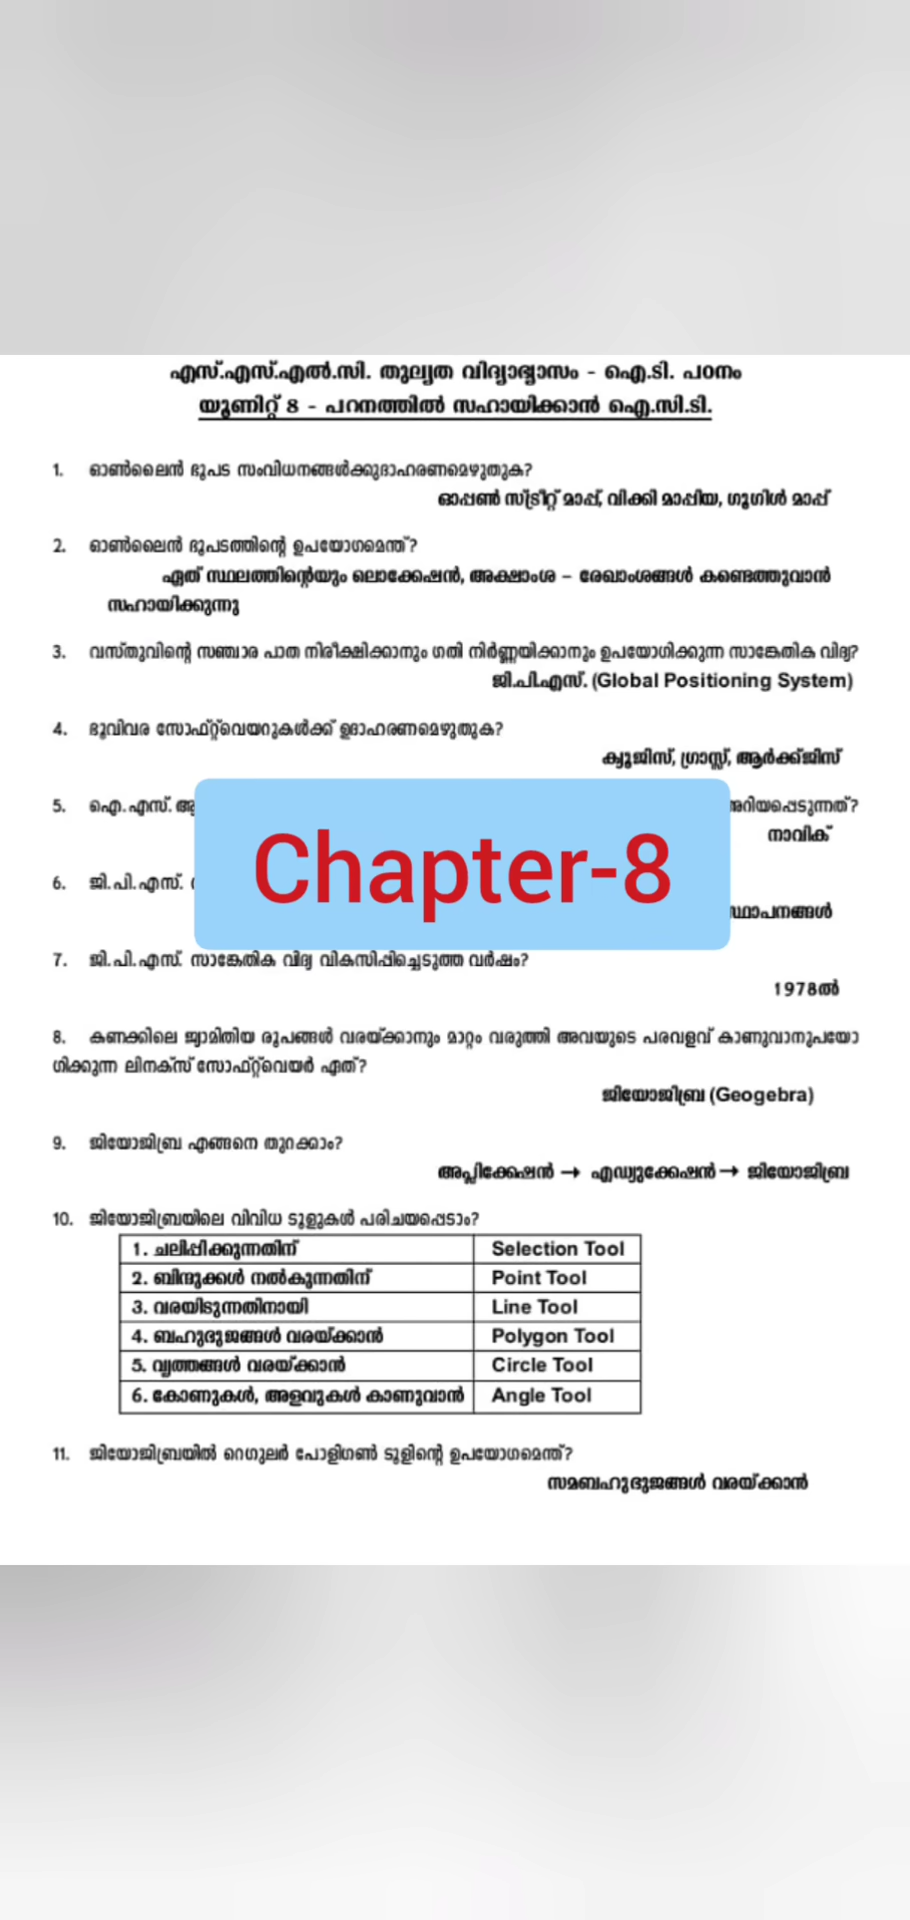 എസ്.എസ്.എൽ.സി. തുല്യത വിദ്യാഭ്യാസം - ഐ.ടി. പഠനം
യൂണിറ്റ് 8 - പഠനത്തിൽ സഹായിക്കാൻ ഐ.സി.ടി.
1. ഓൺലൈൻ ഭൂപട സംവിധനങ്ങൾക്കുദാഹരണമെഴുതുക?
ഓപ്പൺ സ്ട്രീറ്റ് മാപ്പ്, വിക്കി മാപ്പിയ, ഗൂഗിൾ മാപ്പ്
2. ഓൺലൈൻ ഭൂപടത്തിന്റെ ഉപയോഗമെന്ത്?
ഏത് സ്ഥലത്തിന്റെയും ലൊക്കേഷൻ, അക്ഷാംശ – രേഖാംശങ്ങൾ കണ്ടെത്തുവാൻ
സഹായിക്കുന്നു
3. വസ്തുവിന്റെ സഞ്ചാര പാത നിരീക്ഷിക്കാനും ഗതി നിർണ്ണയിക്കാനും ഉപയോഗിക്കുന്ന സാങ്കേതിക വിദ്യ?
ജി.പി.എസ്. (Global Positioning System)
4. ഭൂവിവര സോഫ്റ്റ്‌വെയറുകൾക്ക് ഉദാഹരണമെഴുതുക?
ക്യൂജിസ്, ഗ്രാസ്സ്, ആർക്ക്ജിസ്
5. ഐ.എസ്. അറിയപ്പെടുന്നത്?
നാവിക്
Chapter-8
6. ജി.പി.എസ്.
7. ജി.പി.എസ്. സാങ്കേതിക വിദ്യ വികസിപ്പിച്ചെടുത്ത വർഷം?
1978ൽ
8. കണക്കിലെ ജ്യാമിതിയ രൂപങ്ങൾ വരയ്ക്കാനും മാറ്റം വരുത്തി അവയുടെ പരവളവ് കാണുവാനുപയോ
ഗിക്കുന്ന ലിനക്സ് സോഫ്റ്റ്‌വെയർ ഏത്?
ജിയോജിബ്ര (Geogebra)
9. ജിയോജിബ്ര എങ്ങനെ തുറക്കാം?
അപ്ലിക്കേഷൻ → എഡ്യുക്കേഷൻ → ജിയോജിബ്ര
10. ജിയോജിബ്രയിലെ വിവിധ ടൂളുകൾ പരിചയപ്പെടാം?
1. ചലിപ്പിക്കുന്നതിന് Selection Tool
2. ബിന്ദുക്കൾ നൽകുന്നതിന് Point Tool
3. വരയിടുന്നതിനായി Line Tool
4. ബഹുഭുജങ്ങൾ വരയ്ക്കാൻ Polygon Tool
5. വൃത്തങ്ങൾ വരയ്ക്കാൻ Circle Tool
6. കോണുകൾ, അളവുകൾ കാണുവാൻ Angle Tool
11. ജിയോജിബ്രയിൽ റെഗുലർ പോളിഗൺ ടൂളിന്റെ ഉപയോഗമെന്ത്?
സമബഹുഭുജങ്ങൾ വരയ്ക്കാൻ